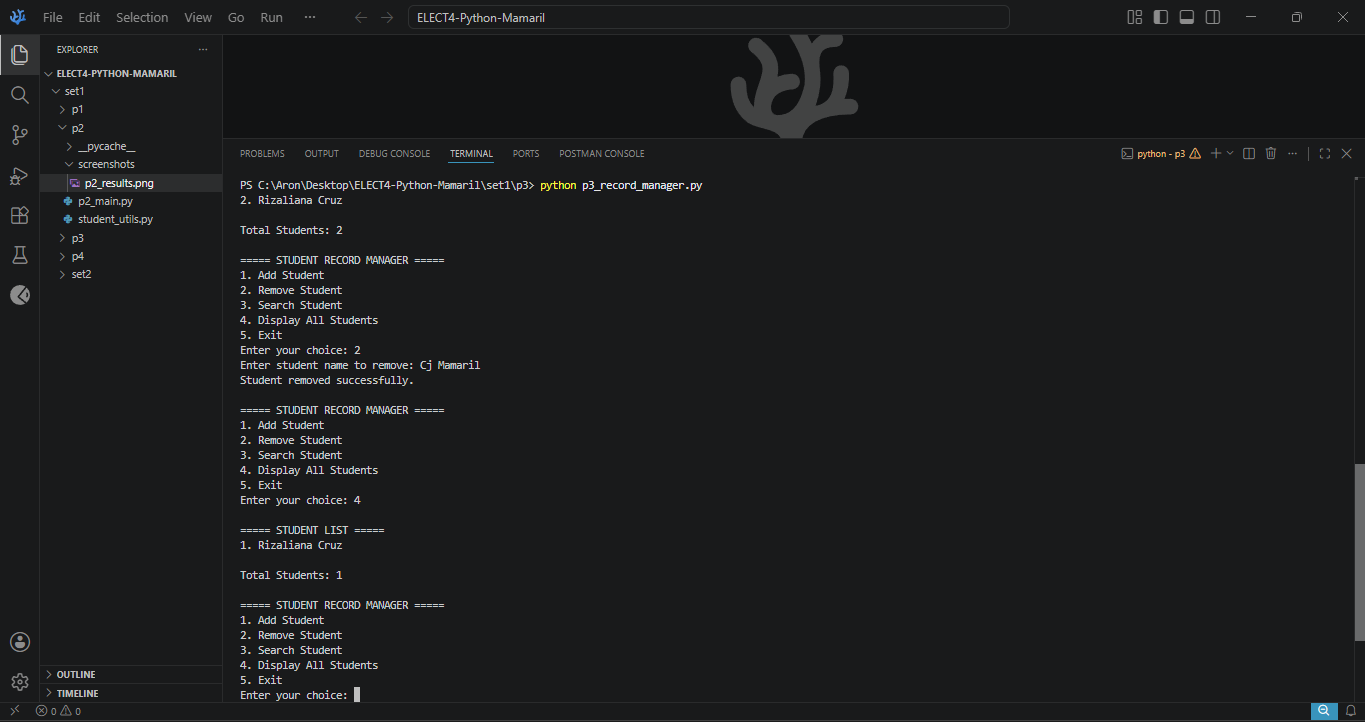 File Edit Selection View Go Run ···
ELECT4-Python-Mamaril
EXPLORER
ELECT4-PYTHON-MAMARIL
set1
p1
p2
__pycache__
screenshots
p2_results.png
p2_main.py
student_utils.py
p3
p4
set2
OUTLINE
TIMELINE
PROBLEMS OUTPUT DEBUG CONSOLE TERMINAL PORTS POSTMAN CONSOLE
python - p3
PS C:\Aron\Desktop\ELECT4-Python-Mamaril\set1\p3> python p3_record_manager.py
2. Rizaliana Cruz
Total Students: 2
===== STUDENT RECORD MANAGER =====
1. Add Student
2. Remove Student
3. Search Student
4. Display All Students
5. Exit
Enter your choice: 2
Enter student name to remove: Cj Mamaril
Student removed successfully.
===== STUDENT RECORD MANAGER =====
1. Add Student
2. Remove Student
3. Search Student
4. Display All Students
5. Exit
Enter your choice: 4
===== STUDENT LIST =====
1. Rizaliana Cruz
Total Students: 1
===== STUDENT RECORD MANAGER =====
1. Add Student
2. Remove Student
3. Search Student
4. Display All Students
5. Exit
Enter your choice:
0 0